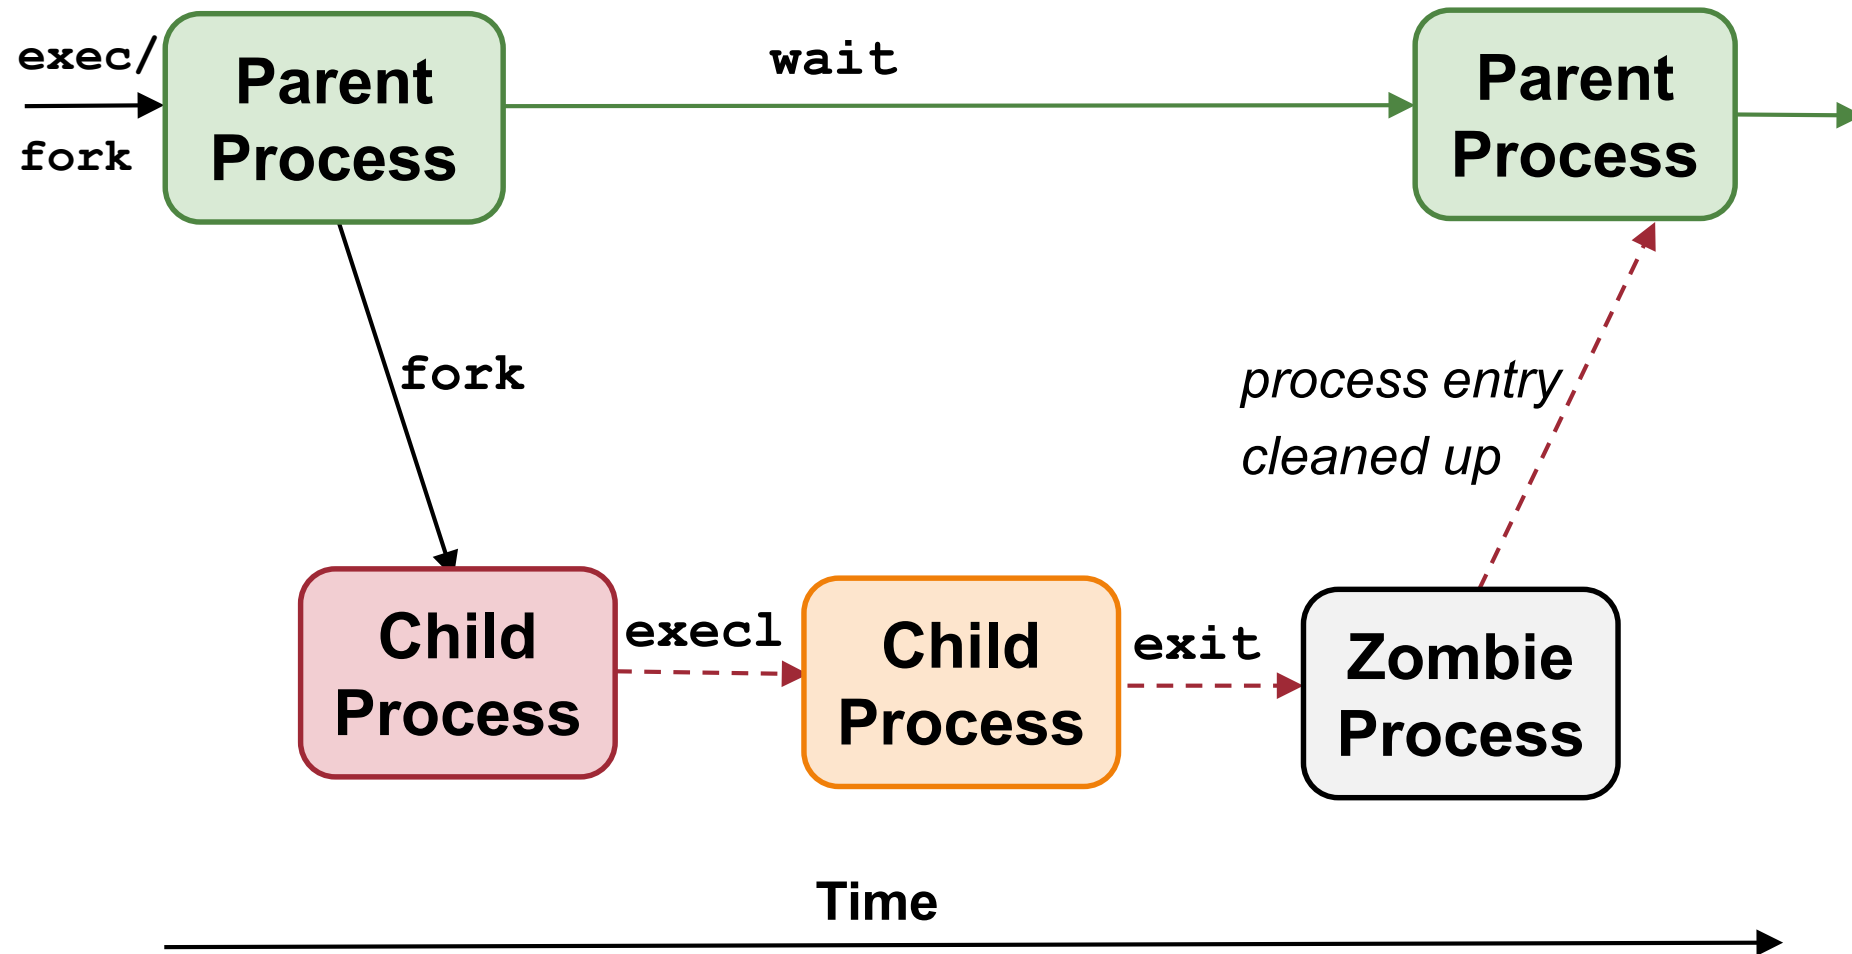 exec/
fork
Parent
Process
wait
Parent
Process
fork
process entry
cleaned up
Child
Process
execl
Child
Process
exit
Zombie
Process
Time